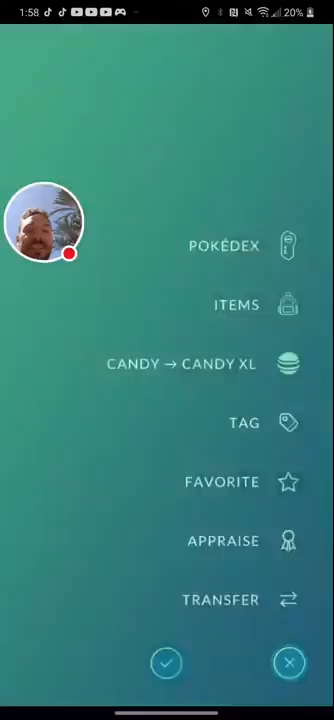 1:58
20%
POKÉDEX
ITEMS
CANDY → CANDY XL
TAG
FAVORITE
APPRAISE
TRANSFER